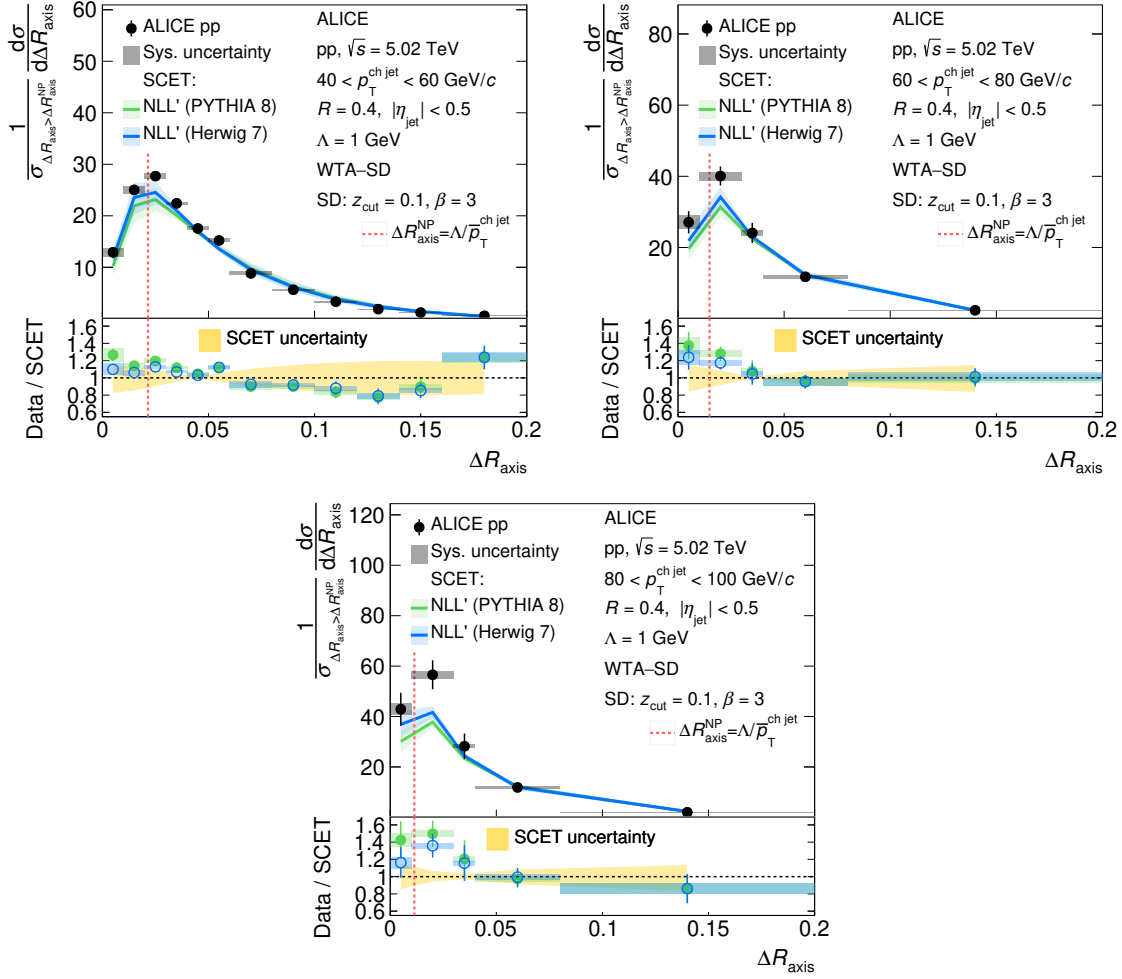 1/σ_{ΔR_axis>ΔR_axis^NP} dσ/dΔR_axis
60
50
40
30
20
10
ALICE pp
Sys. uncertainty
SCET:
NLL' (PYTHIA 8)
NLL' (Herwig 7)
ALICE
pp, √s = 5.02 TeV
40 < p_T^{ch jet} < 60 GeV/c
R = 0.4, |η_jet| < 0.5
Λ = 1 GeV
WTA–SD
SD: z_cut = 0.1, β = 3
ΔR_axis^NP=Λ/p̅_T^{ch jet}
Data / SCET
1.6
1.4
1.2
1
0.8
0.6
SCET uncertainty
0 0.05 0.1 0.15 0.2
ΔR_axis
1/σ_{ΔR_axis>ΔR_axis^NP} dσ/dΔR_axis
80
60
40
20
ALICE pp
Sys. uncertainty
SCET:
NLL' (PYTHIA 8)
NLL' (Herwig 7)
ALICE
pp, √s = 5.02 TeV
60 < p_T^{ch jet} < 80 GeV/c
R = 0.4, |η_jet| < 0.5
Λ = 1 GeV
WTA–SD
SD: z_cut = 0.1, β = 3
ΔR_axis^NP=Λ/p̅_T^{ch jet}
Data / SCET
1.6
1.4
1.2
1
0.8
0.6
SCET uncertainty
0 0.05 0.1 0.15 0.2
ΔR_axis
1/σ_{ΔR_axis>ΔR_axis^NP} dσ/dΔR_axis
120
100
80
60
40
20
ALICE pp
Sys. uncertainty
SCET:
NLL' (PYTHIA 8)
NLL' (Herwig 7)
ALICE
pp, √s = 5.02 TeV
80 < p_T^{ch jet} < 100 GeV/c
R = 0.4, |η_jet| < 0.5
Λ = 1 GeV
WTA–SD
SD: z_cut = 0.1, β = 3
ΔR_axis^NP=Λ/p̅_T^{ch jet}
Data / SCET
1.6
1.4
1.2
1
0.8
0.6
SCET uncertainty
0 0.05 0.1 0.15 0.2
ΔR_axis